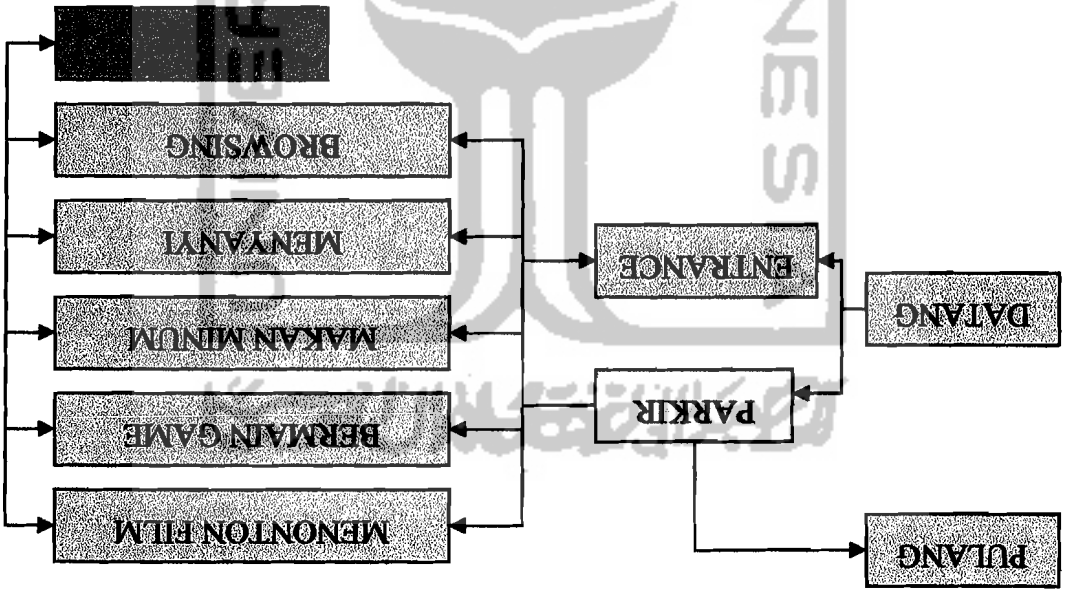 PULANG
MENONTON FILM
PARKIR
BERMAIN GAME
DATANG
MAKAN MINUM
ENTRANCE
MENYANYI
BROWSING